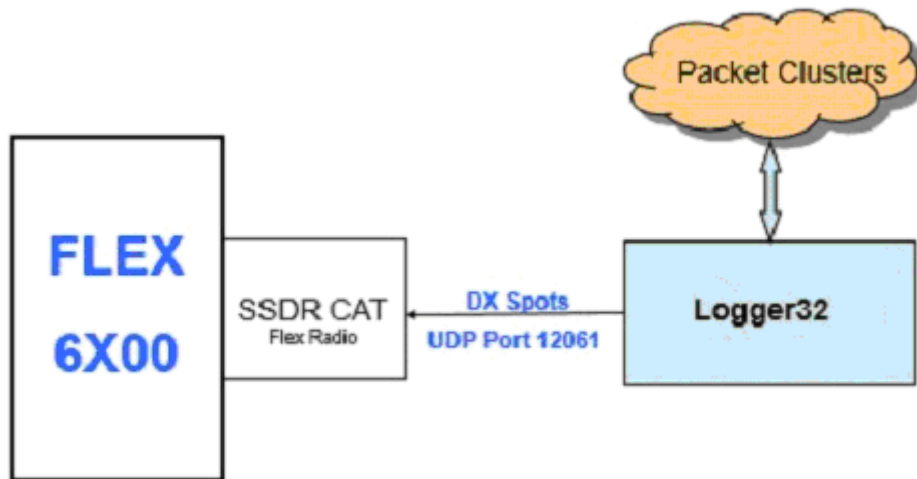 Packet Clusters
FLEX
6X00
SSDR CAT
Flex Radio
DX Spots
UDP Port 12061
Logger32